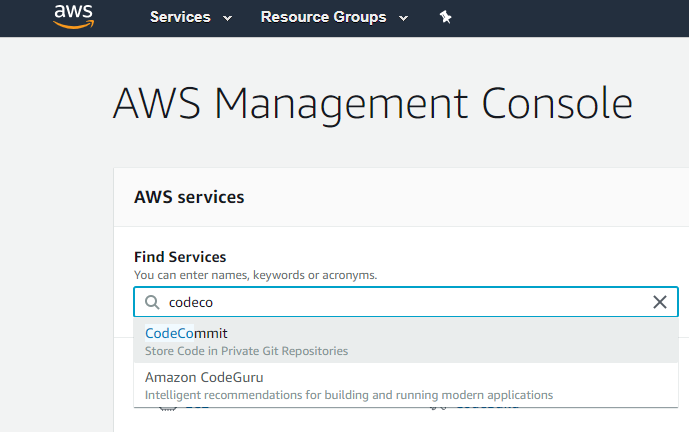 aws Services Resource Groups
AWS Management Console
AWS services
Find Services
You can enter names, keywords or acronyms.
codeco
CodeCommit
Store Code in Private Git Repositories
Amazon CodeGuru
Intelligent recommendations for building and running modern applications